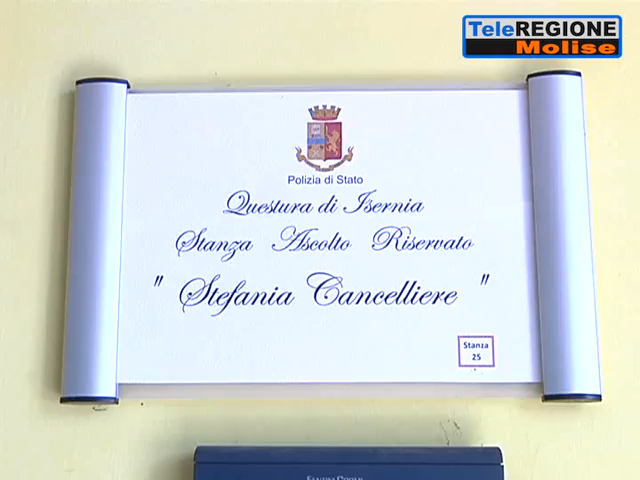 TeleREGIONE
Molise
Polizia di Stato
Questura di Isernia
Stanza Ascolto Riservato
" Stefania Cancelliere "
Stanza
25